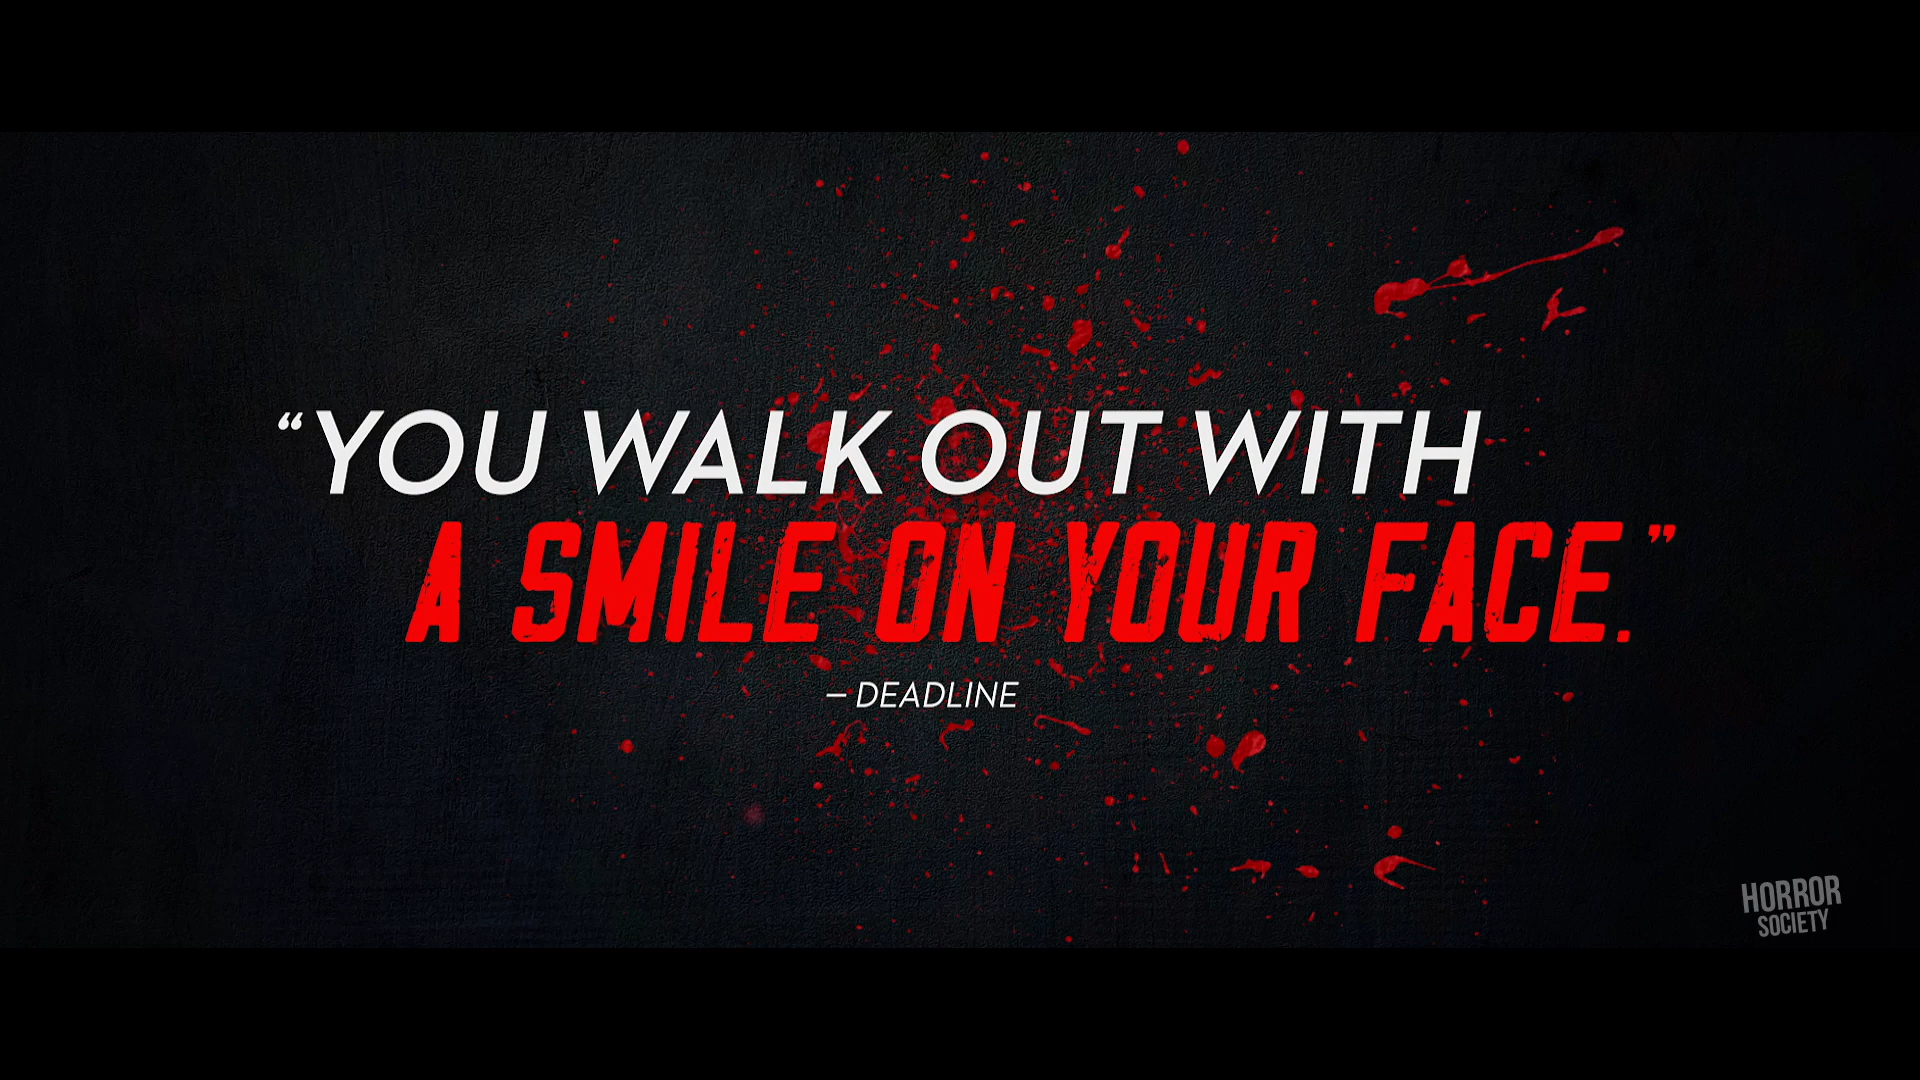 “YOU WALK OUT WITH
A SMILE ON YOUR FACE.”
– DEADLINE
HORROR
SOCIETY